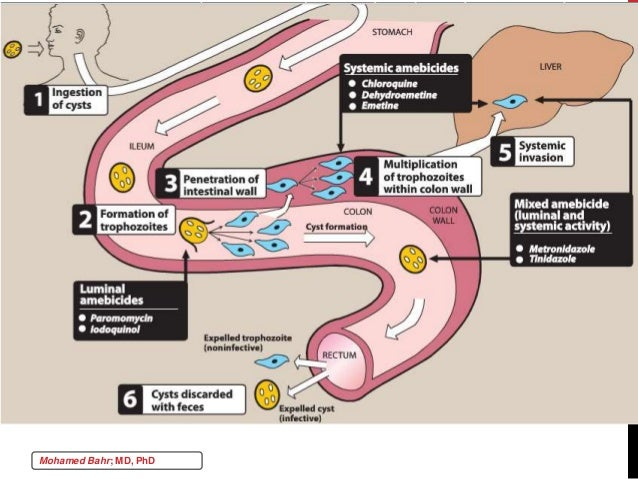 STOMACH
Systemic amebicides
Chloroquine
Dehydroemetine
Emetine
LIVER
1 Ingestion
of cysts
ILEUM
5 Systemic
invasion
3 Penetration of
intestinal wall
4 Multiplication
of trophozoites
within colon wall
2 Formation of
trophozoites
COLON
COLON
WALL
Cyst formation
Mixed amebicide
(luminal and
systemic activity)
Metronidazole
Tinidazole
Luminal
amebicides
Paromomycin
Iodoquinol
Expelled trophozoite
(noninfective)
RECTUM
6 Cysts discarded
with feces
Expelled cyst
(infective)
Mohamed Bahr; MD, PhD